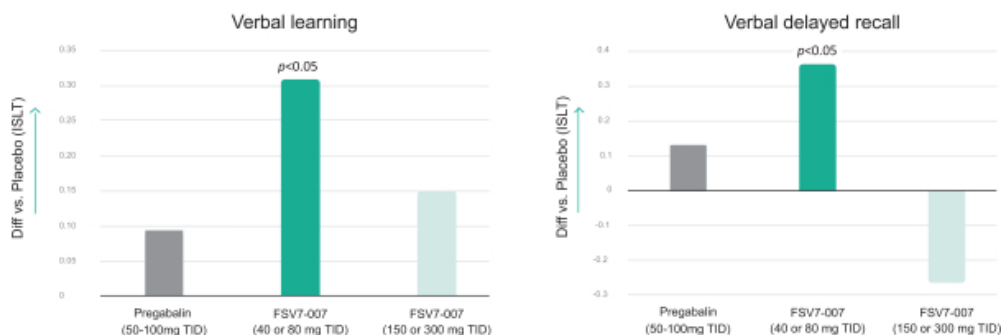 Verbal learning
Diff vs. Placebo (ISLT)
0.35
0.30
0.25
0.20
0.15
0.10
0.05
0
p<0.05
Pregabalin
(50-100mg TID)
FSV7-007
(40 or 80 mg TID)
FSV7-007
(150 or 300 mg TID)
Verbal delayed recall
Diff vs. Placebo (ISLT)
0.4
0.3
0.2
0.1
0
-0.1
-0.2
-0.3
p<0.05
Pregabalin
(50-100mg TID)
FSV7-007
(40 or 80 mg TID)
FSV7-007
(150 or 300 mg TID)